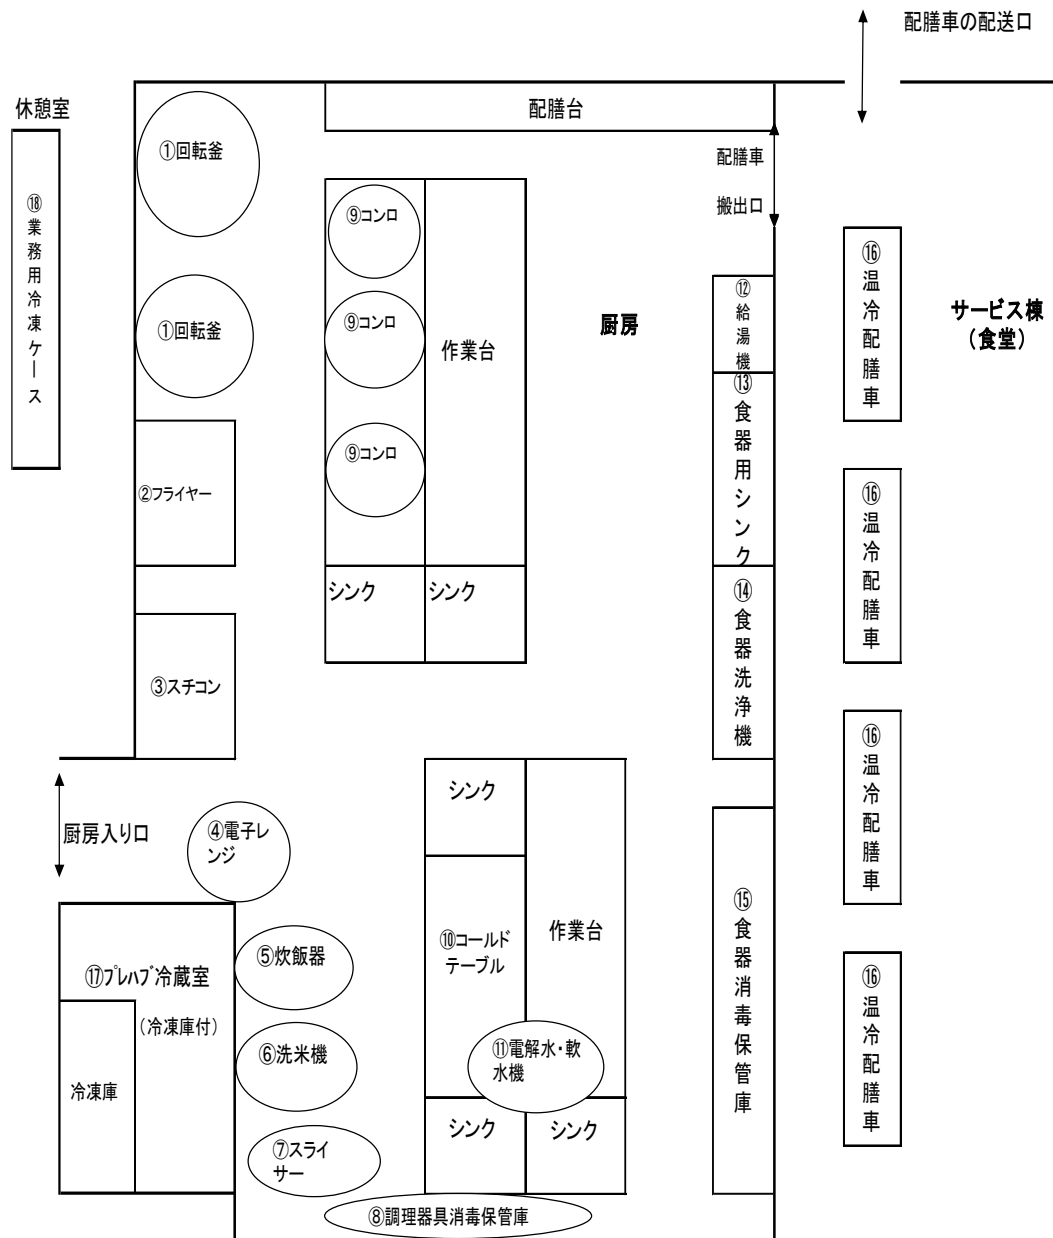 配膳車の配送口
休憩室
配膳台
①回転釜
配膳車
搬出口
⑱業務用冷凍ケース
⑨コンロ
⑯温冷配膳車
⑫給湯機
サービス棟
（食堂）
①回転釜
⑨コンロ
作業台
厨房
⑬食器用シンク
⑨コンロ
②フライヤー
⑯温冷配膳車
シンク
シンク
⑭食器洗浄機
③スチコン
⑯温冷配膳車
シンク
厨房入り口
④電子レ
ンジ
⑮食器消毒保管庫
⑩コールド
テーブル
作業台
⑤炊飯器
⑰プレハブ冷蔵室
（冷凍庫付）
⑯温冷配膳車
⑥洗米機
⑪電解水・軟
水機
冷凍庫
シンク
シンク
⑦スライ
サー
⑧調理器具消毒保管庫